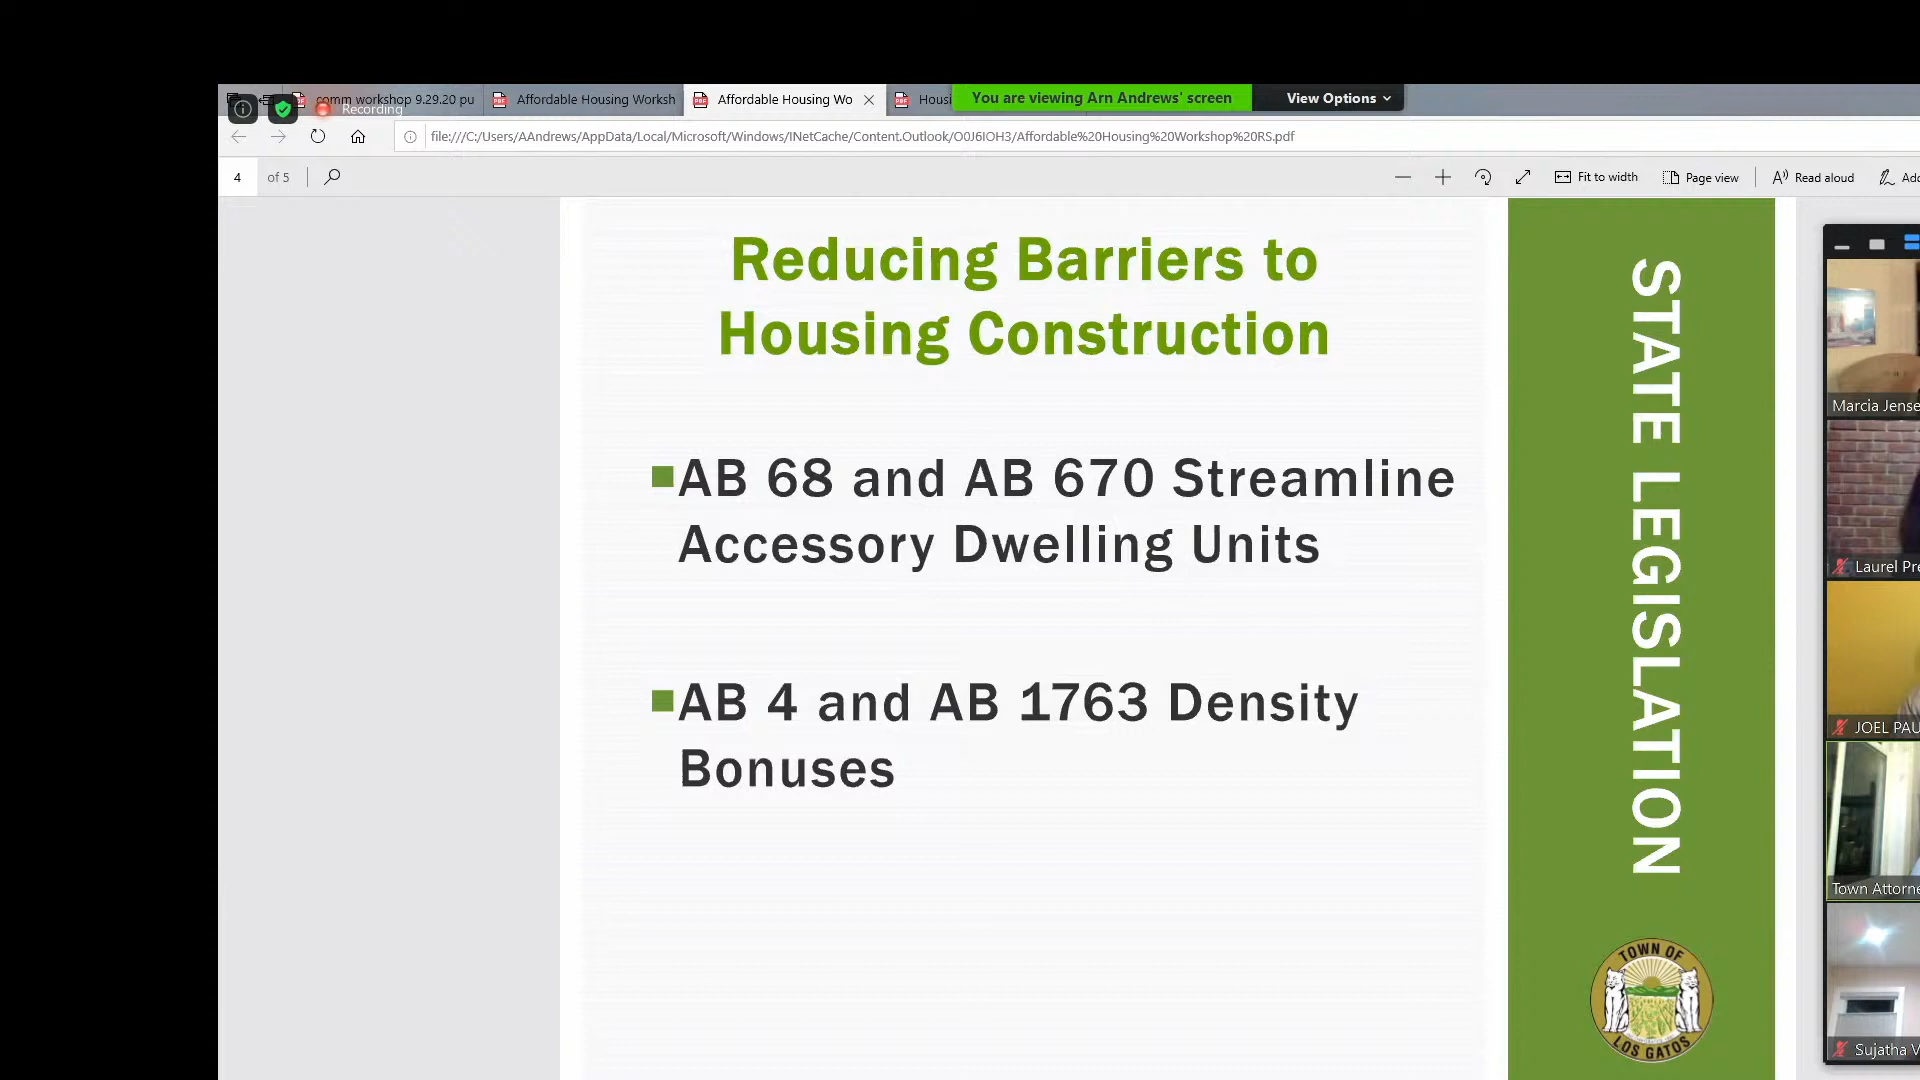 comm workshop 9.29.20 pu
Affordable Housing Worksh
Affordable Housing Wo
Housi
You are viewing Arn Andrews' screen
View Options
Recording
file:///C:/Users/AAndrews/AppData/Local/Microsoft/Windows/INetCache/Content.Outlook/O0J6IOH3/Affordable%20Housing%20Workshop%20RS.pdf
4 of 5
Fit to width
Page view
Read aloud
Add
Reducing Barriers to
Housing Construction
AB 68 and AB 670 Streamline
Accessory Dwelling Units
AB 4 and AB 1763 Density
Bonuses
STATE LEGISLATION
TOWN OF
LOS GATOS
Marcia Jense
Laurel Pre
JOEL PAU
Town Attorne
Sujatha V